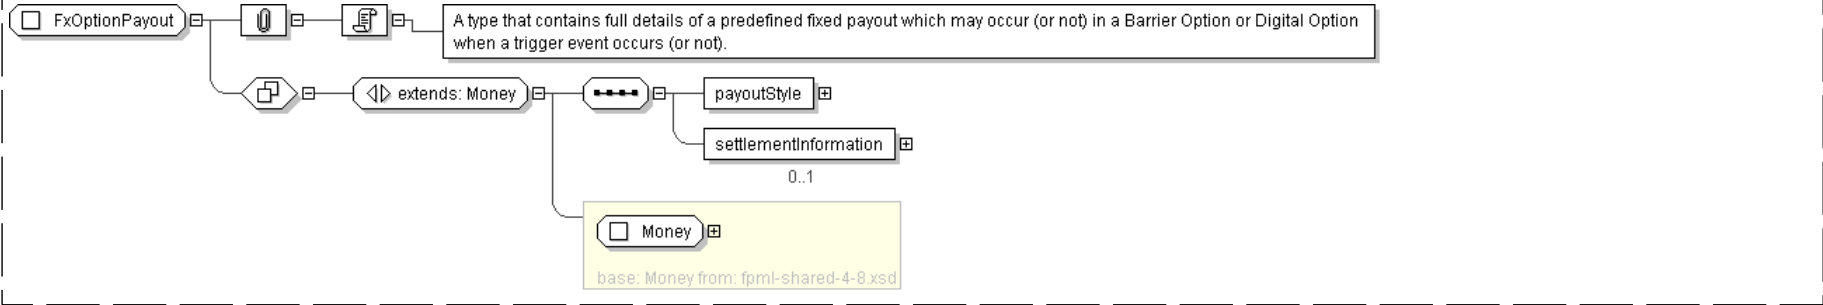 FxOptionPayout
A type that contains full details of a predefined fixed payout which may occur (or not) in a Barrier Option or Digital Option
when a trigger event occurs (or not).
extends: Money
payoutStyle
settlementInformation
0..1
Money
base: Money from: fpml-shared-4-8.xsd